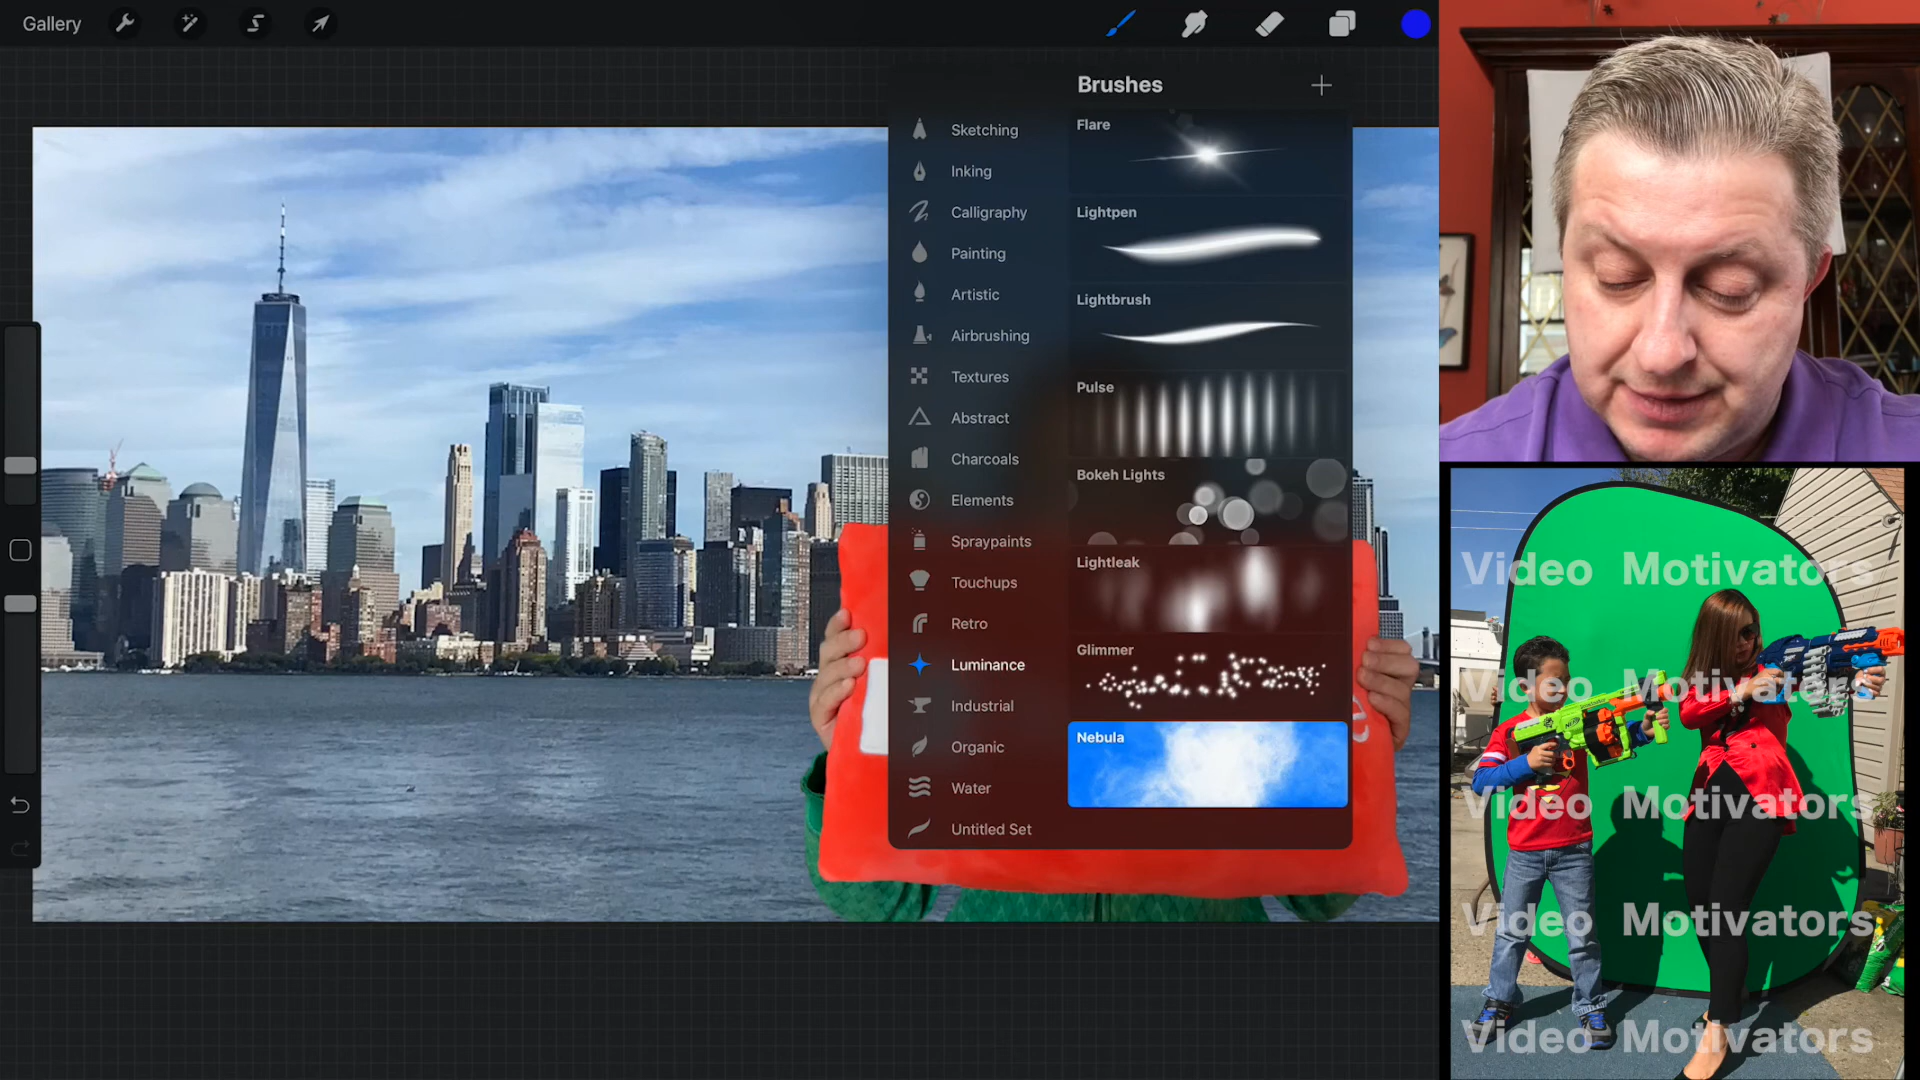 Gallery
Brushes
Sketching
Inking
Calligraphy
Painting
Artistic
Airbrushing
Textures
Abstract
Charcoals
Elements
Spraypaints
Touchups
Retro
Luminance
Industrial
Organic
Water
Untitled Set
Flare
Lightpen
Lightbrush
Pulse
Bokeh Lights
Lightleak
Glimmer
Nebula
Video Motivators
Video Motivators
Video Motivators
Video Motivators
Video Motivators